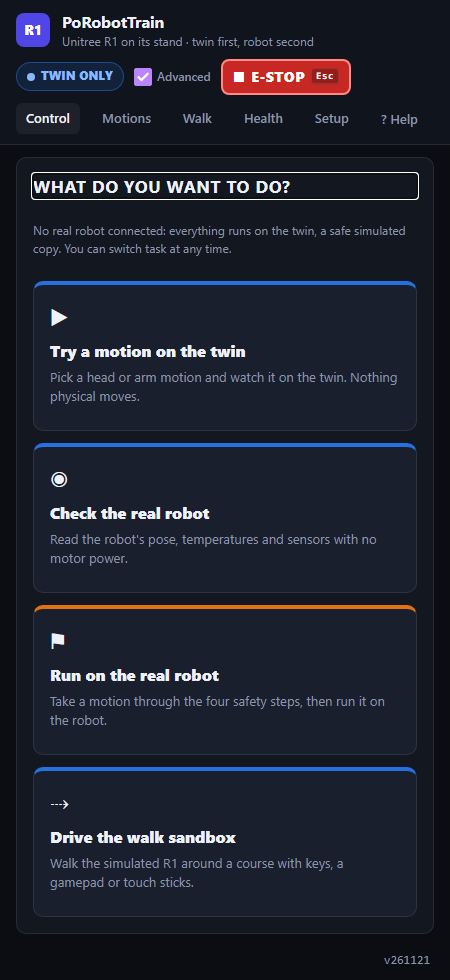 R1
PoRobotTrain
Unitree R1 on its stand · twin first, robot second
TWIN ONLY
Advanced
E-STOP Esc
Control
Motions
Walk
Health
Setup
? Help
WHAT DO YOU WANT TO DO?
No real robot connected: everything runs on the twin, a safe simulated
copy. You can switch task at any time.
Try a motion on the twin
Pick a head or arm motion and watch it on the twin. Nothing
physical moves.
Check the real robot
Read the robot's pose, temperatures and sensors with no
motor power.
Run on the real robot
Take a motion through the four safety steps, then run it on
the robot.
Drive the walk sandbox
Walk the simulated R1 around a course with keys, a
gamepad or touch sticks.
v261121